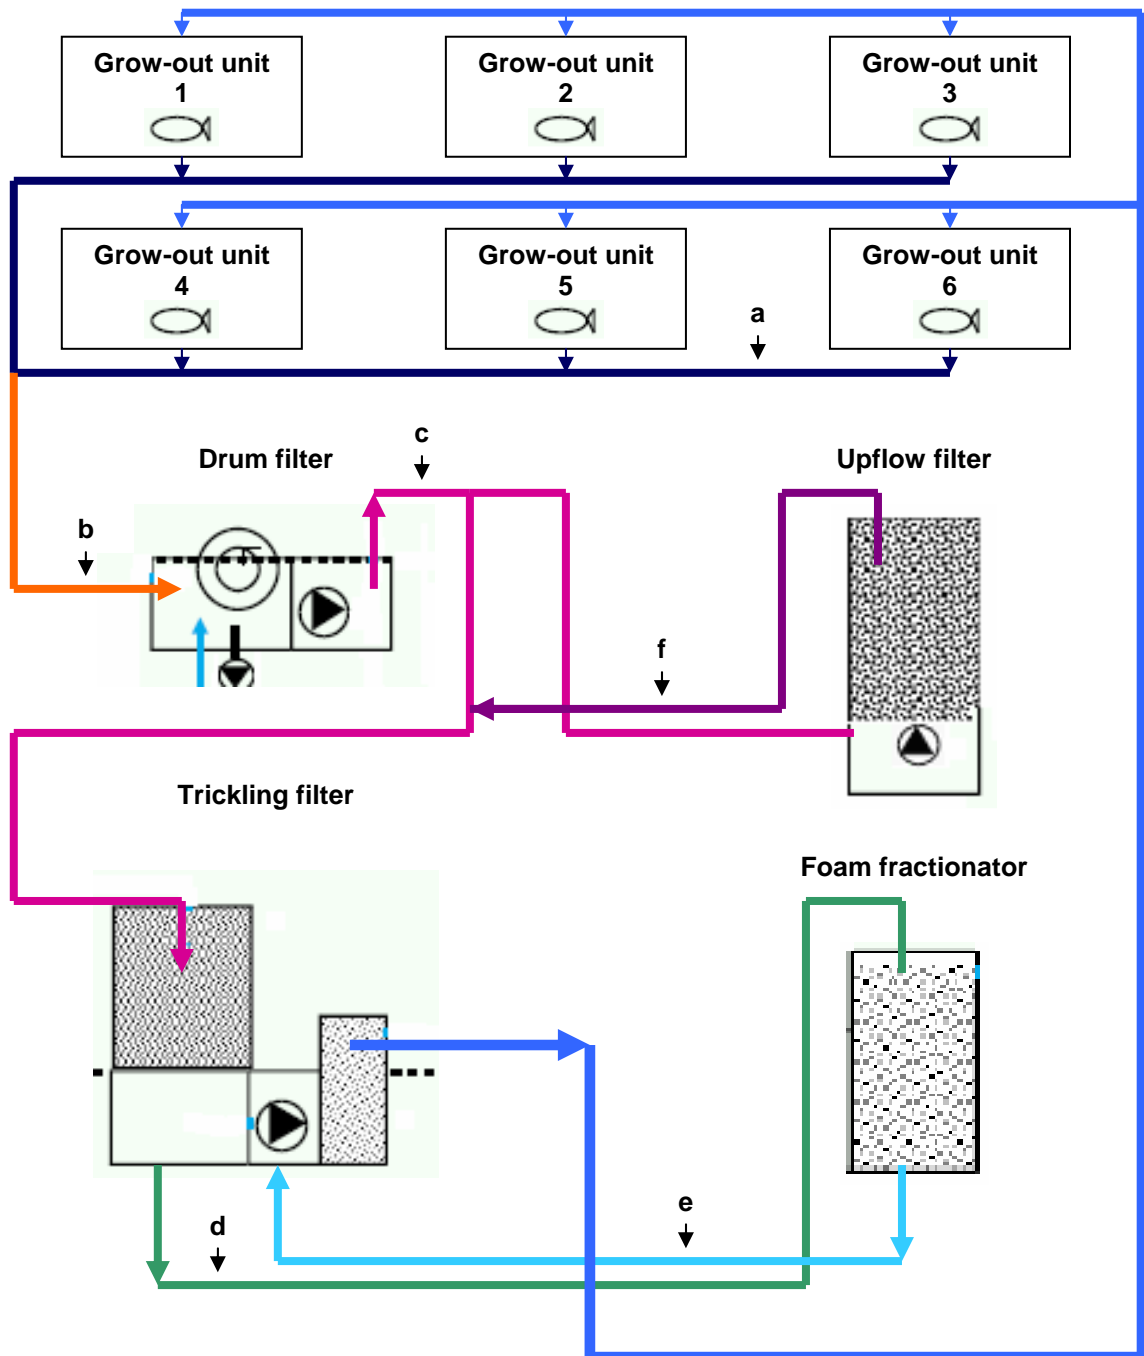 Grow-out unit
1
Grow-out unit
2
Grow-out unit
3
Grow-out unit
4
Grow-out unit
5
Grow-out unit
6
a
c
Drum filter
Upflow filter
b
f
Trickling filter
Foam fractionator
e
d